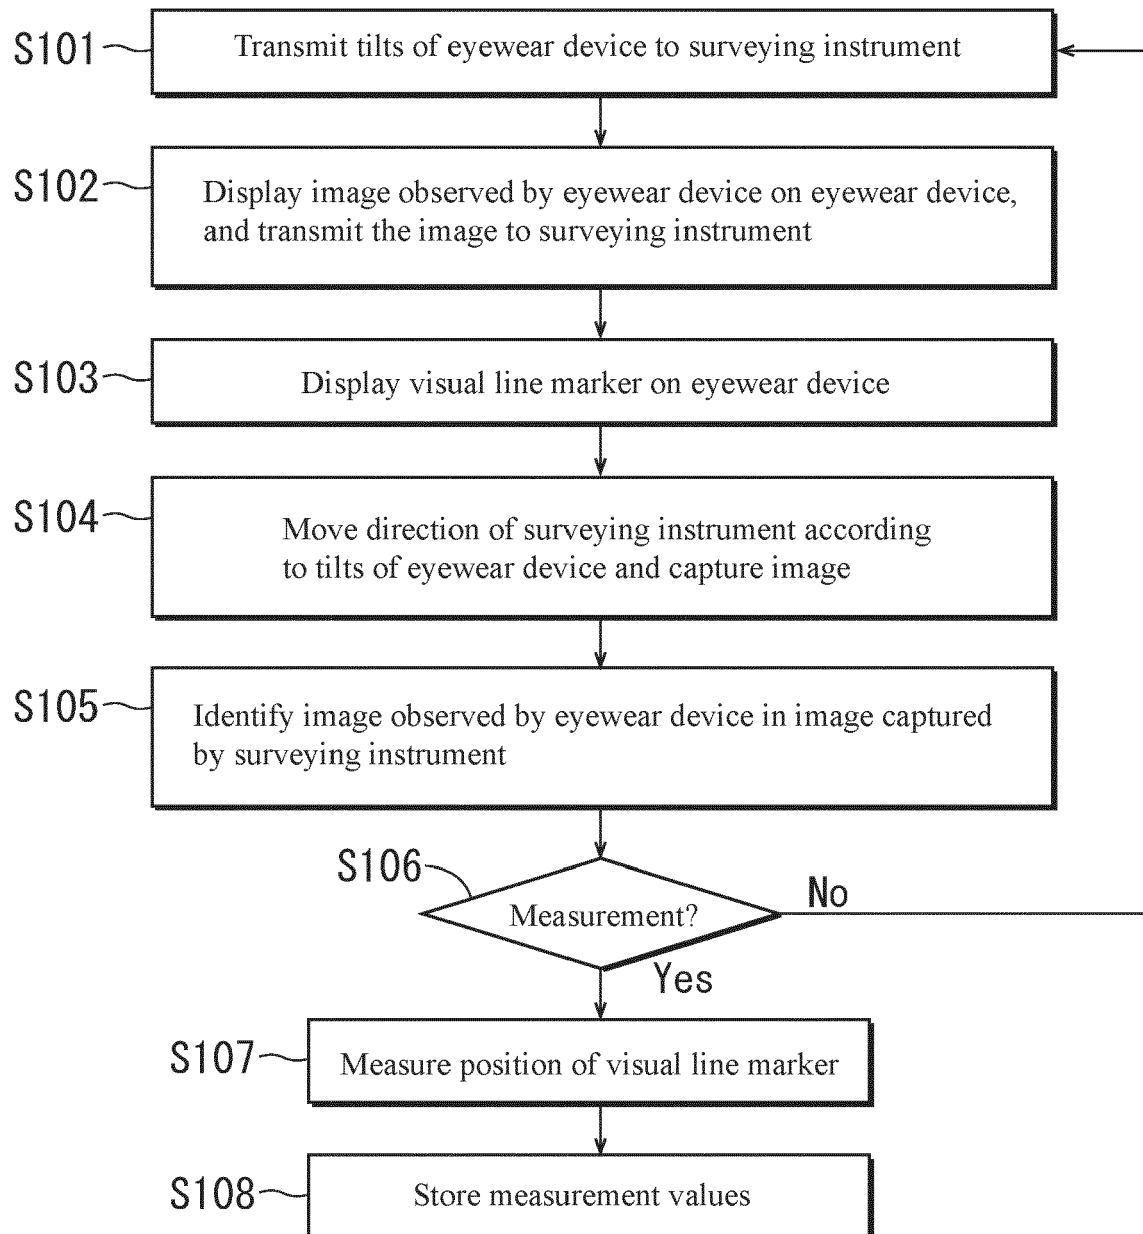 S101
Transmit tilts of eyewear device to surveying instrument
S102
Display image observed by eyewear device on eyewear device,
and transmit the image to surveying instrument
S103
Display visual line marker on eyewear device
S104
Move direction of surveying instrument according
to tilts of eyewear device and capture image
S105
Identify image observed by eyewear device in image captured
by surveying instrument
S106
Measurement?
No
Yes
S107
Measure position of visual line marker
S108
Store measurement values